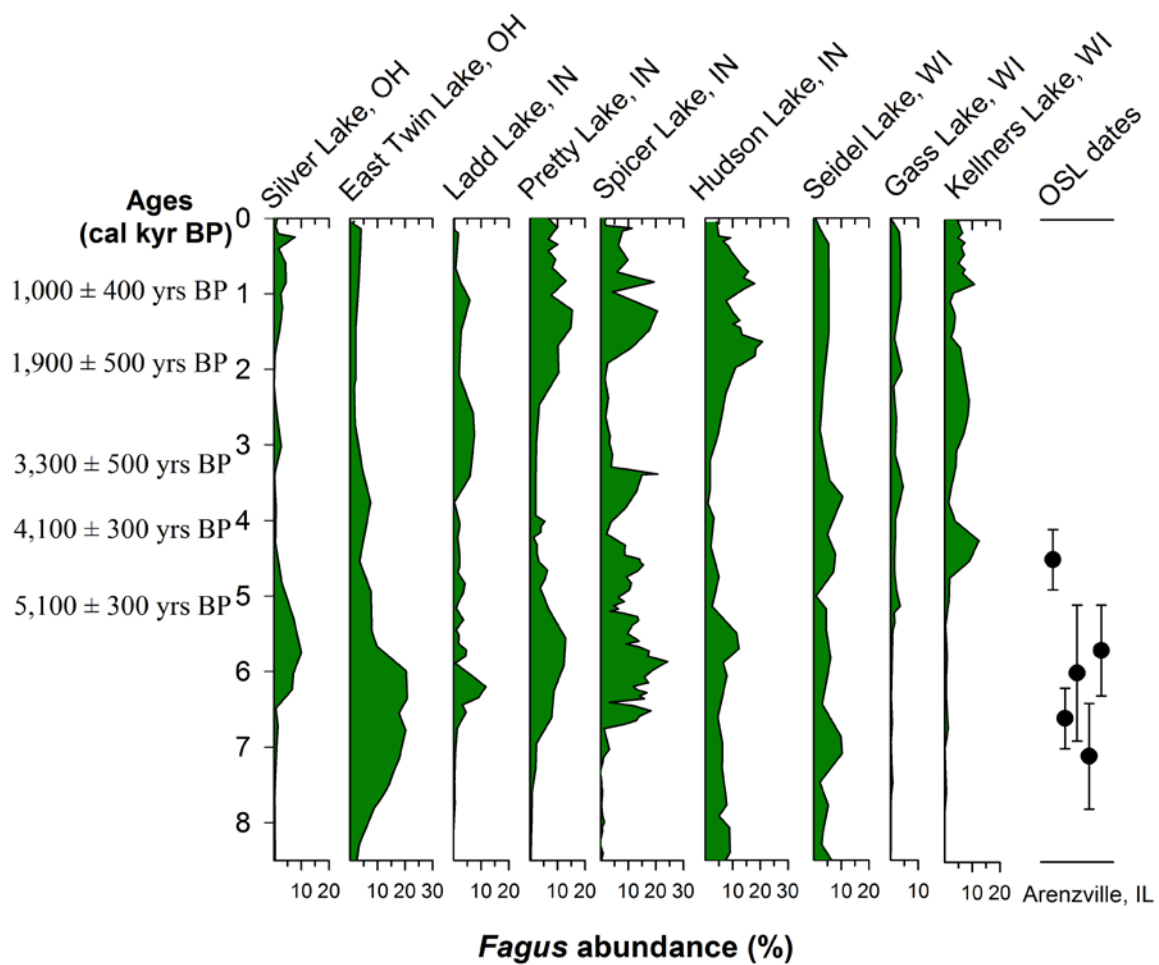 Silver Lake, OH
East Twin Lake, OH
Ladd Lake, IN
Pretty Lake, IN
Spicer Lake, IN
Hudson Lake, IN
Seidel Lake, WI
Gass Lake, WI
Kellners Lake, WI
OSL dates
Ages
(cal kyr BP)
0
1,000 ± 400 yrs BP
1
1,900 ± 500 yrs BP
2
3
3,300 ± 500 yrs BP
4,100 ± 300 yrs BP
4
5
5,100 ± 300 yrs BP
6
7
8
10 20
10 20 30
10 20
10 20
10 20 30
10 20 30
10 20
10
10 20
Arenzville, IL
Fagus abundance (%)